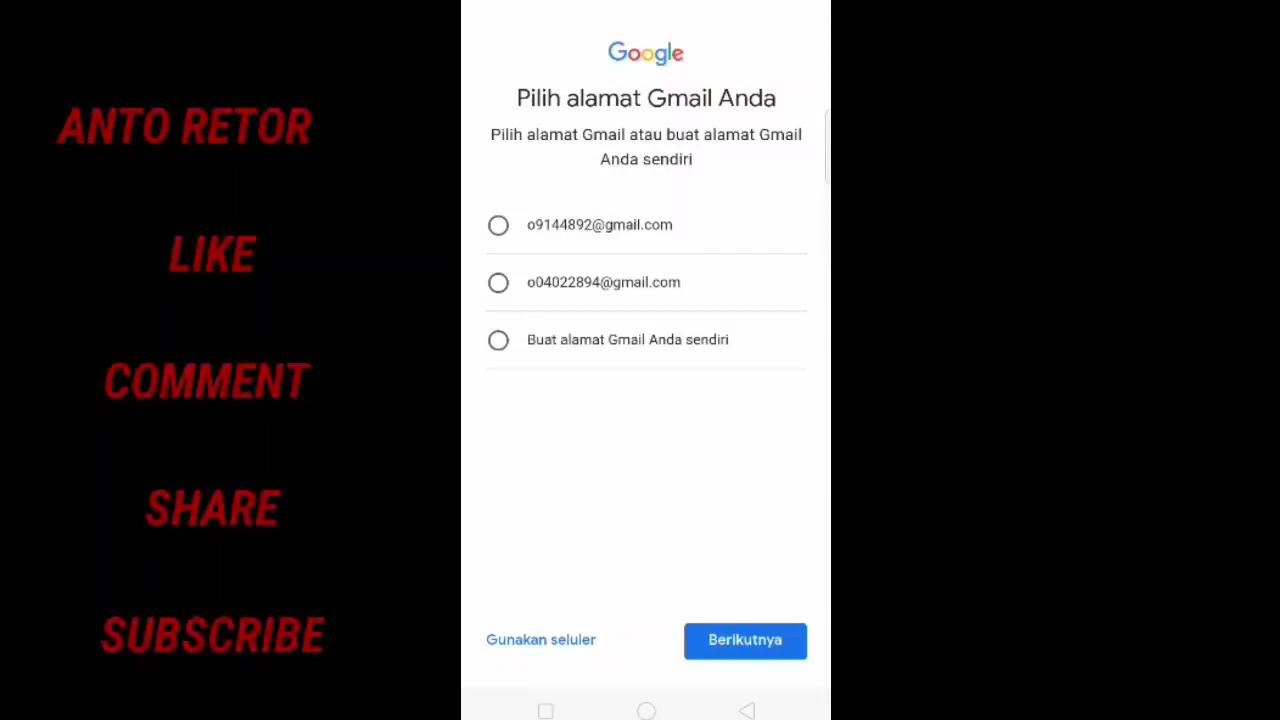 ANTO RETOR
LIKE
COMMENT
SHARE
SUBSCRIBE
Google
Pilih alamat Gmail Anda
Pilih alamat Gmail atau buat alamat Gmail
Anda sendiri
o9144892@gmail.com
o04022894@gmail.com
Buat alamat Gmail Anda sendiri
Gunakan seluler
Berikutnya